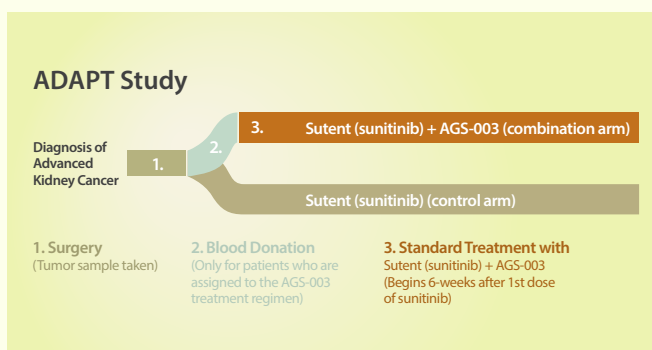 ADAPT Study
3. Sutent (sunitinib) + AGS-003 (combination arm)
Diagnosis of
Advanced
Kidney Cancer
1.
2.
Sutent (sunitinib) (control arm)
1. Surgery
(Tumor sample taken)
2. Blood Donation
(Only for patients who are
assigned to the AGS-003
treatment regimen)
3. Standard Treatment with
Sutent (sunitinib) + AGS-003
(Begins 6-weeks after 1st dose
of sunitinib)